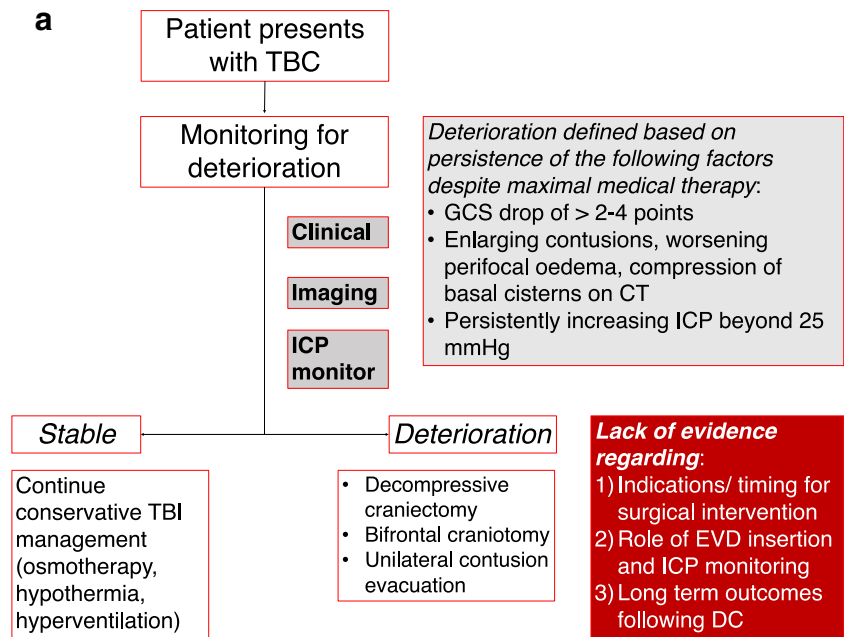 a
Patient presents
with TBC
Monitoring for
deterioration
Deterioration defined based on
persistence of the following factors
despite maximal medical therapy:
• GCS drop of > 2-4 points
• Enlarging contusions, worsening
perifocal oedema, compression of
basal cisterns on CT
• Persistently increasing ICP beyond 25
mmHg
Clinical
Imaging
ICP
monitor
Stable
Deterioration
Continue
conservative TBI
management
(osmotherapy,
hypothermia,
hyperventilation)
• Decompressive
craniectomy
• Bifrontal craniotomy
• Unilateral contusion
evacuation
Lack of evidence
regarding:
1) Indications/ timing for
surgical intervention
2) Role of EVD insertion
and ICP monitoring
3) Long term outcomes
following DC